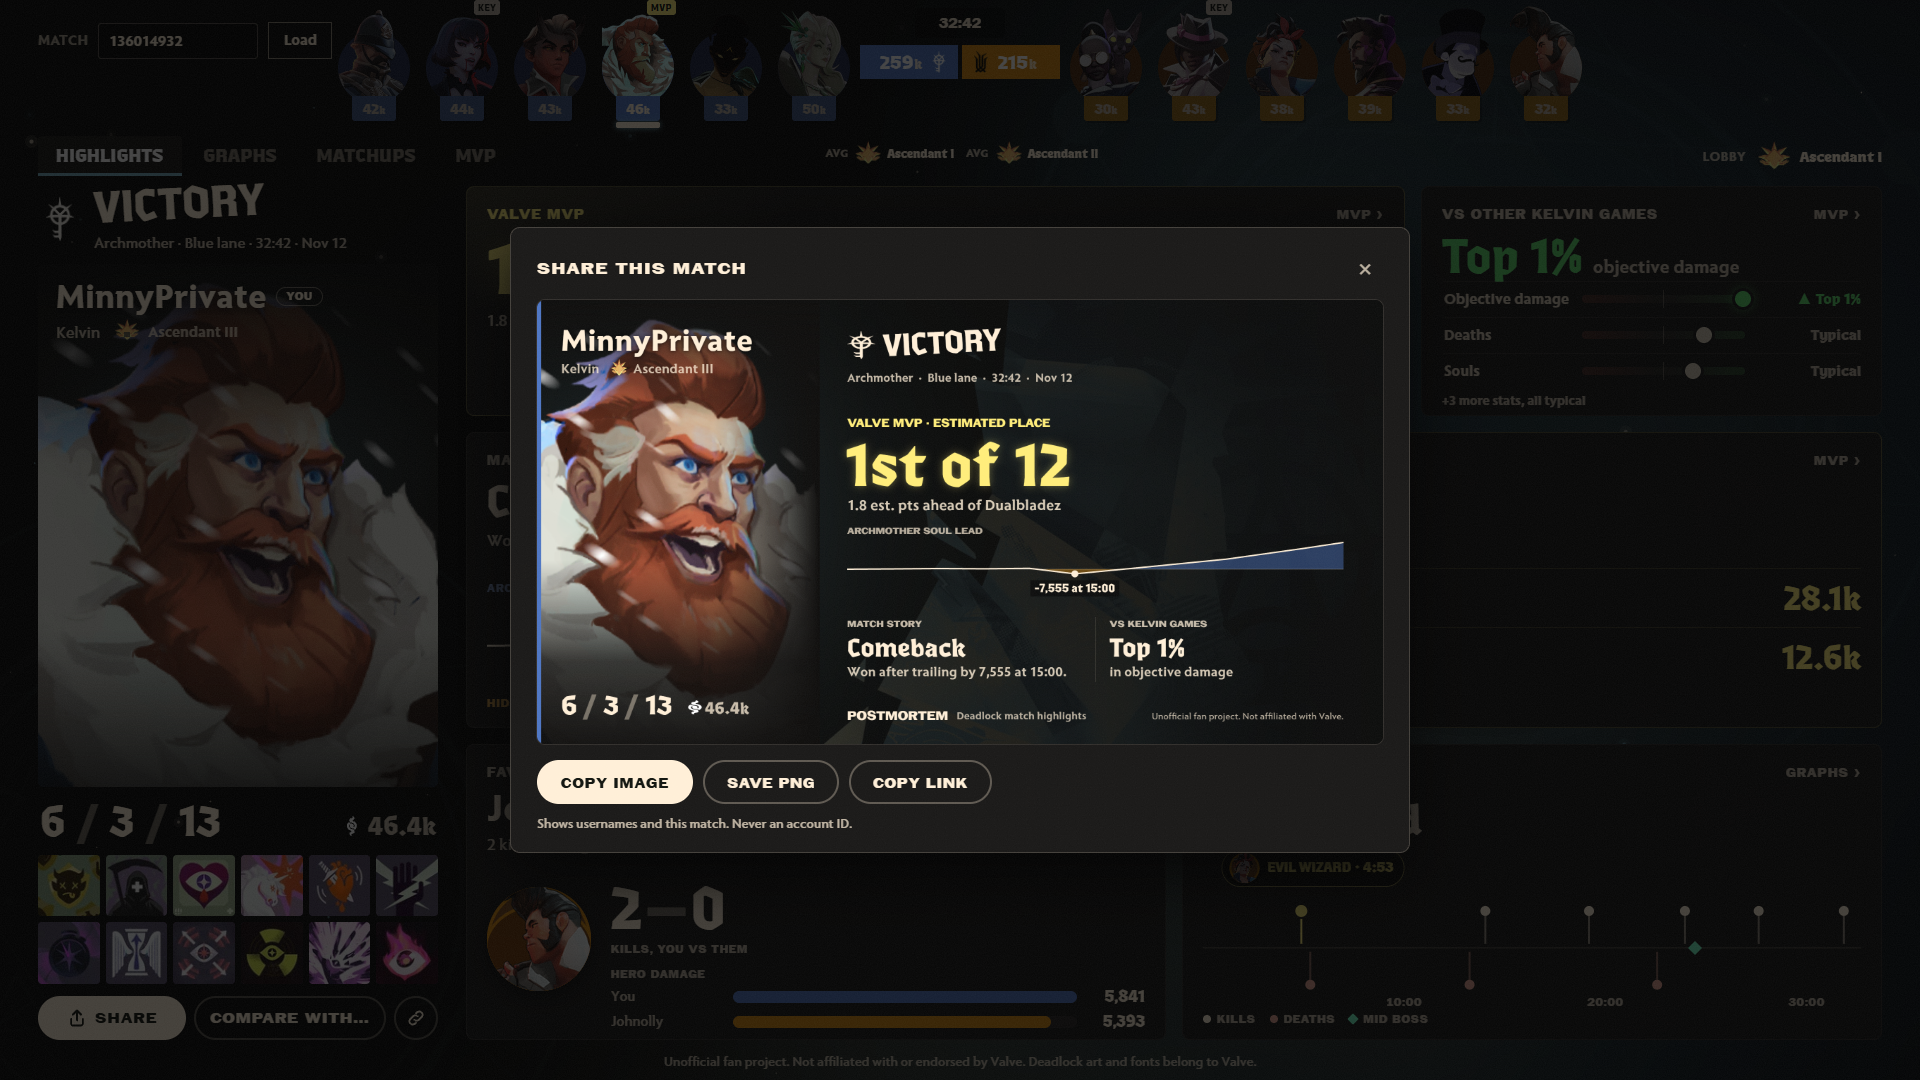 KEY
MVP
KEY
MATCH
136014932
Load
32:42
259k
215k
42k
44k
43k
46k
33k
50k
30k
43k
38k
39k
33k
32k
HIGHLIGHTS
GRAPHS
MATCHUPS
MVP
AVG Ascendant I AVG Ascendant II
LOBBY Ascendant I
VICTORY
Archmother · Blue lane · 32:42 · Nov 12
MinnyPrivate YOU
Kelvin Ascendant III
6 / 3 / 13
46.4k
SHARE
COMPARE WITH...
VALVE MVP
MVP ›
1
1.8
SHARE THIS MATCH
×
MinnyPrivate
Kelvin Ascendant III
6 / 3 / 13 46.4k
VICTORY
Archmother · Blue lane · 32:42 · Nov 12
VALVE MVP · ESTIMATED PLACE
1st of 12
1.8 est. pts ahead of Dualbladez
ARCHMOTHER SOUL LEAD
-7,555 at 15:00
MATCH STORY
Comeback
Won after trailing by 7,555 at 15:00.
VS KELVIN GAMES
Top 1%
in objective damage
POSTMORTEM Deadlock match highlights
Unofficial fan project. Not affiliated with Valve.
COPY IMAGE
SAVE PNG
COPY LINK
Shows usernames and this match. Never an account ID.
VS OTHER KELVIN GAMES
MVP ›
Top 1% objective damage
Objective damage ▲ Top 1%
Deaths Typical
Souls Typical
+3 more stats, all typical
MVP ›
28.1k
12.6k
2—0
KILLS, YOU VS THEM
HERO DAMAGE
You 5,841
Johnolly 5,393
GRAPHS ›
EVIL WIZARD · 4:53
10:00
20:00
30:00
KILLS
DEATHS
MID BOSS
Unofficial fan project. Not affiliated with or endorsed by Valve. Deadlock art and fonts belong to Valve.